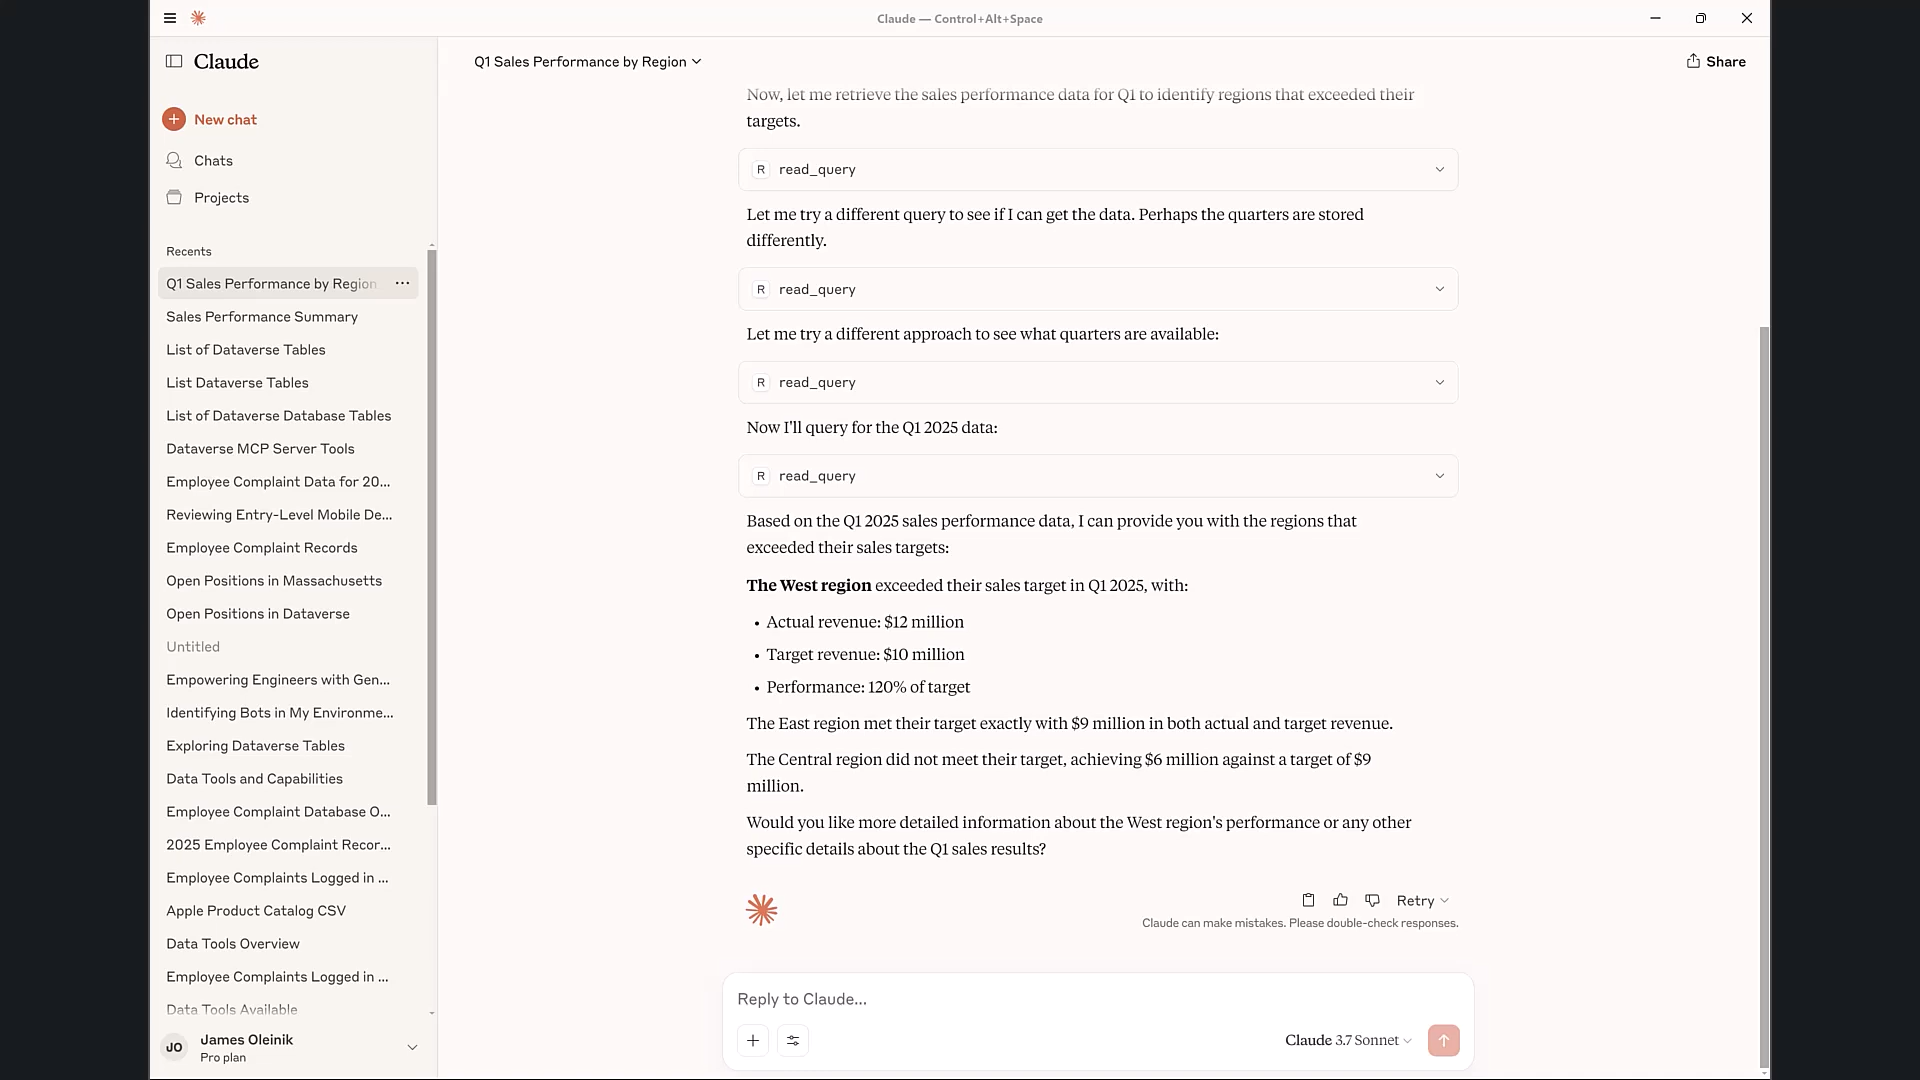 Claude — Control+Alt+Space
Claude
New chat
Chats
Projects
Recents
Q1 Sales Performance by Region
Sales Performance Summary
List of Dataverse Tables
List Dataverse Tables
List of Dataverse Database Tables
Dataverse MCP Server Tools
Employee Complaint Data for 20...
Reviewing Entry-Level Mobile De...
Employee Complaint Records
Open Positions in Massachusetts
Open Positions in Dataverse
Untitled
Empowering Engineers with Gen...
Identifying Bots in My Environme...
Exploring Dataverse Tables
Data Tools and Capabilities
Employee Complaint Database O...
2025 Employee Complaint Recor...
Employee Complaints Logged in ...
Apple Product Catalog CSV
Data Tools Overview
Employee Complaints Logged in ...
Data Tools Available
JO
James Oleinik
Pro plan
Q1 Sales Performance by Region
Share
Now, let me retrieve the sales performance data for Q1 to identify regions that exceeded their
targets.
R read_query
Let me try a different query to see if I can get the data. Perhaps the quarters are stored
differently.
R read_query
Let me try a different approach to see what quarters are available:
R read_query
Now I'll query for the Q1 2025 data:
R read_query
Based on the Q1 2025 sales performance data, I can provide you with the regions that
exceeded their sales targets:
The West region exceeded their sales target in Q1 2025, with:
• Actual revenue: $12 million
• Target revenue: $10 million
• Performance: 120% of target
The East region met their target exactly with $9 million in both actual and target revenue.
The Central region did not meet their target, achieving $6 million against a target of $9
million.
Would you like more detailed information about the West region's performance or any other
specific details about the Q1 sales results?
Retry
Claude can make mistakes. Please double-check responses.
Reply to Claude...
Claude 3.7 Sonnet